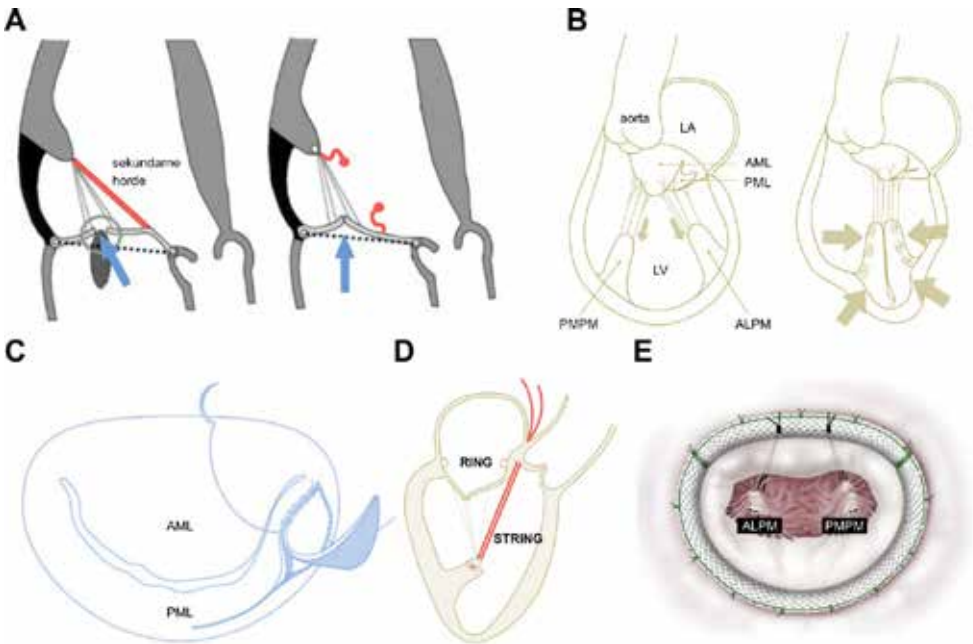 A
sekundarne
horde
B
aorta
LA
AML
PML
LV
PMPM
ALPM
C
AML
PML
D
RING
STRING
E
ALPM
PMPM